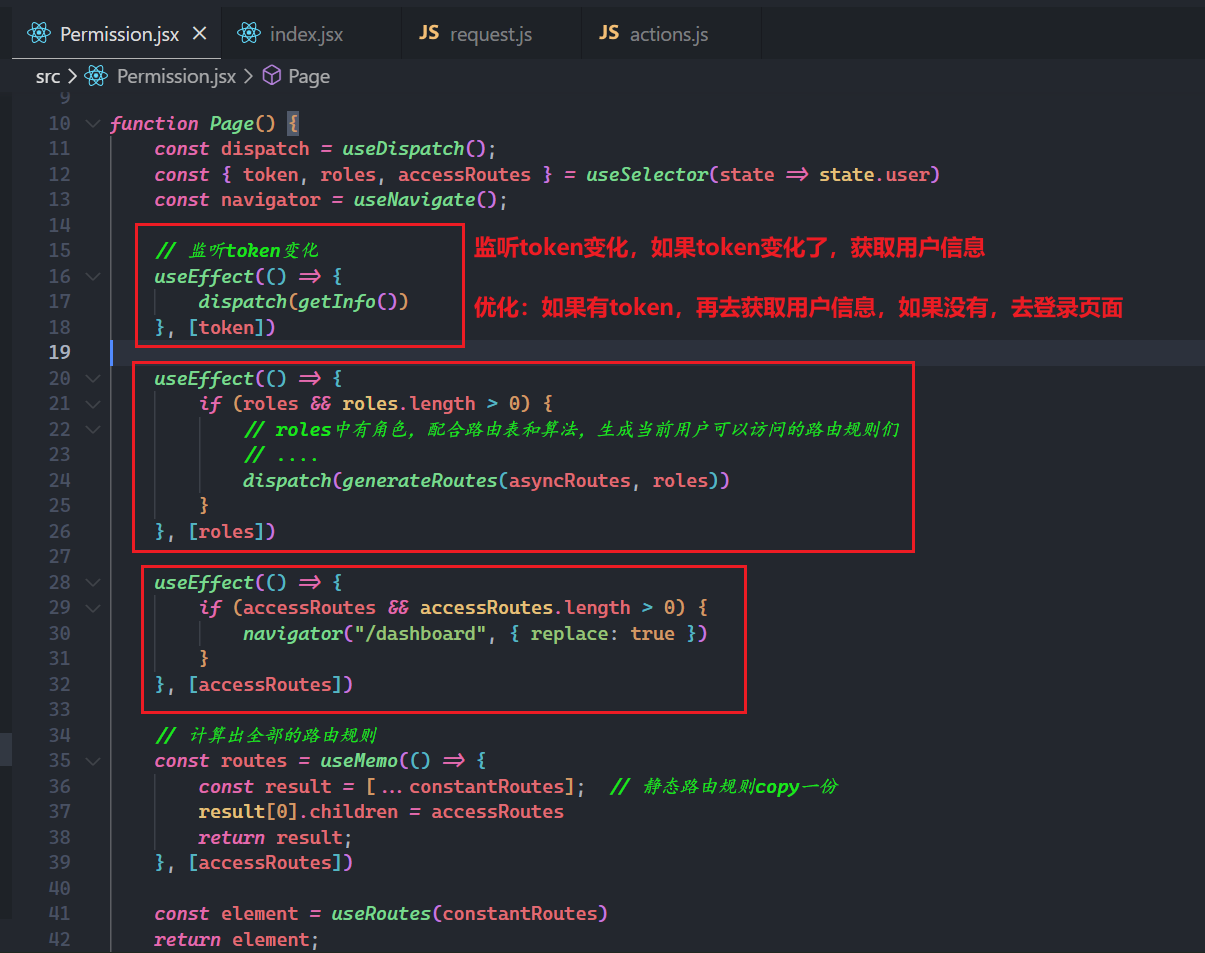 Permission.jsx index.jsx JS request.js JS actions.js
src > Permission.jsx > Page
9
10 function Page() {
11 const dispatch = useDispatch();
12 const { token, roles, accessRoutes } = useSelector(state => state.user)
13 const navigator = useNavigate();
14
15 // 监听token变化 监听token变化，如果token变化了，获取用户信息
16 useEffect(() => {
17 dispatch(getInfo()) 优化：如果有token，再去获取用户信息，如果没有，去登录页面
18 }, [token])
19
20 useEffect(() => {
21 if (roles && roles.length > 0) {
22 // roles中有角色，配合路由表和算法，生成当前用户可以访问的路由规则们
23 // ....
24 dispatch(generateRoutes(asyncRoutes, roles))
25 }
26 }, [roles])
27
28 useEffect(() => {
29 if (accessRoutes && accessRoutes.length > 0) {
30 navigator("/dashboard", { replace: true })
31 }
32 }, [accessRoutes])
33
34 // 计算出全部的路由规则
35 const routes = useMemo(() => {
36 const result = [...constantRoutes]; // 静态路由规则copy一份
37 result[0].children = accessRoutes
38 return result;
39 }, [accessRoutes])
40
41 const element = useRoutes(constantRoutes)
42 return element;